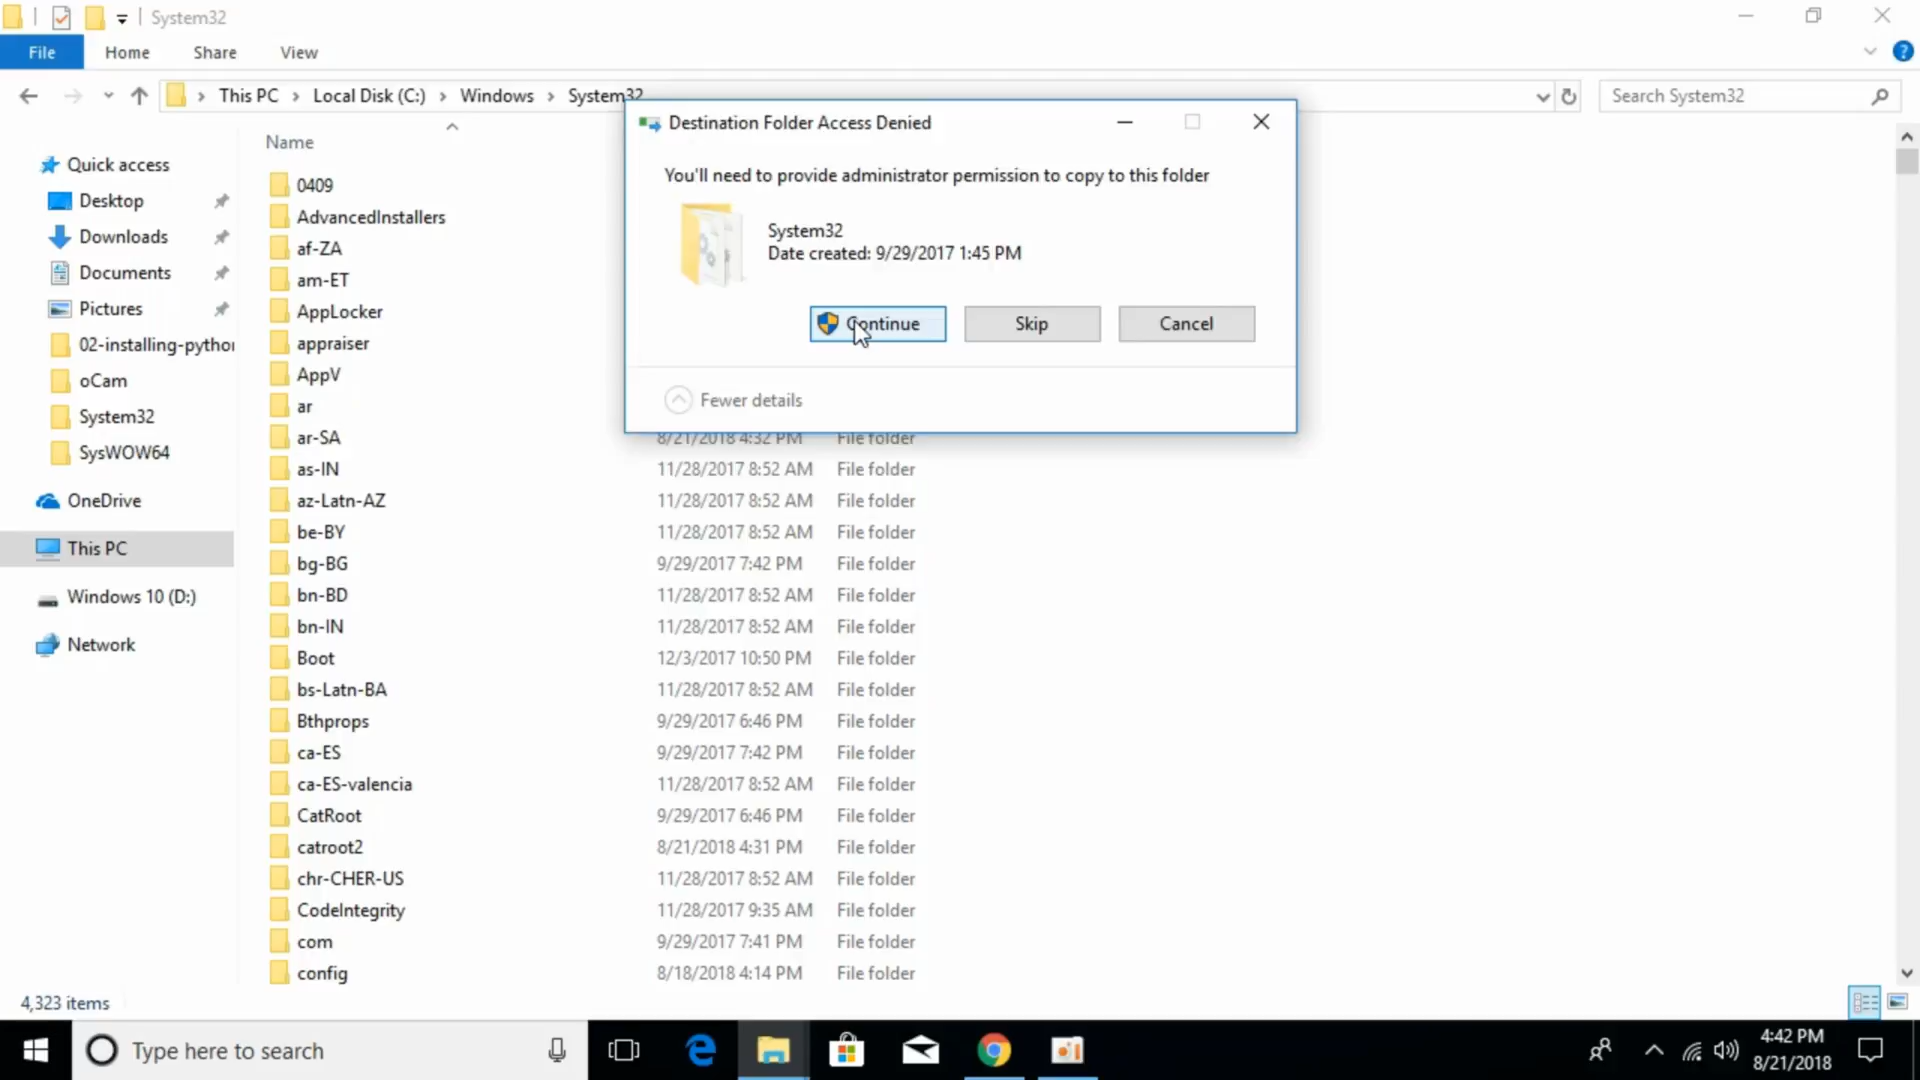 System32
File
Home
Share
View
This PC
Local Disk (C:)
Windows
System32
Search System32
Destination Folder Access Denied
You'll need to provide administrator permission to copy to this folder
System32
Date created: 9/29/2017 1:45 PM
Continue
Skip
Cancel
Fewer details
Quick access
Desktop
Downloads
Documents
Pictures
02-installing-pythor
oCam
System32
SysWOW64
OneDrive
This PC
Windows 10 (D:)
Network
Name
0409
AdvancedInstallers
af-ZA
am-ET
AppLocker
appraiser
AppV
ar
ar-SA 8/21/2018 4:32 PM File folder
as-IN 11/28/2017 8:52 AM File folder
az-Latn-AZ 11/28/2017 8:52 AM File folder
be-BY 11/28/2017 8:52 AM File folder
bg-BG 9/29/2017 7:42 PM File folder
bn-BD 11/28/2017 8:52 AM File folder
bn-IN 11/28/2017 8:52 AM File folder
Boot 12/3/2017 10:50 PM File folder
bs-Latn-BA 11/28/2017 8:52 AM File folder
Bthprops 9/29/2017 6:46 PM File folder
ca-ES 9/29/2017 7:42 PM File folder
ca-ES-valencia 11/28/2017 8:52 AM File folder
CatRoot 9/29/2017 6:46 PM File folder
catroot2 8/21/2018 4:31 PM File folder
chr-CHER-US 11/28/2017 8:52 AM File folder
CodeIntegrity 11/28/2017 9:35 AM File folder
com 9/29/2017 7:41 PM File folder
config 8/18/2018 4:14 PM File folder
4,323 items
Type here to search
4:42 PM
8/21/2018